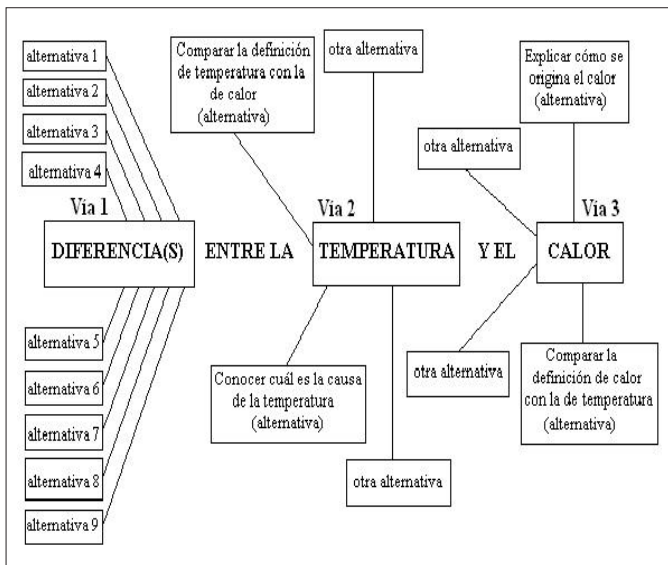 alternativa 1
alternativa 2
alternativa 3
alternativa 4
Vía 1
DIFERENCIA(S)
alternativa 5
alternativa 6
alternativa 7
alternativa 8
alternativa 9
ENTRE LA
Comparar la definición
de temperatura con la
de calor
(alternativa)
otra alternativa
Vía 2
TEMPERATURA
Conocer cuál es la causa
de la temperatura
(alternativa)
otra alternativa
Y EL
Explicar cómo se
origina el calor
(alternativa)
otra alternativa
Vía 3
CALOR
otra alternativa
Comparar la
definición de calor
con la de temperatura
(alternativa)